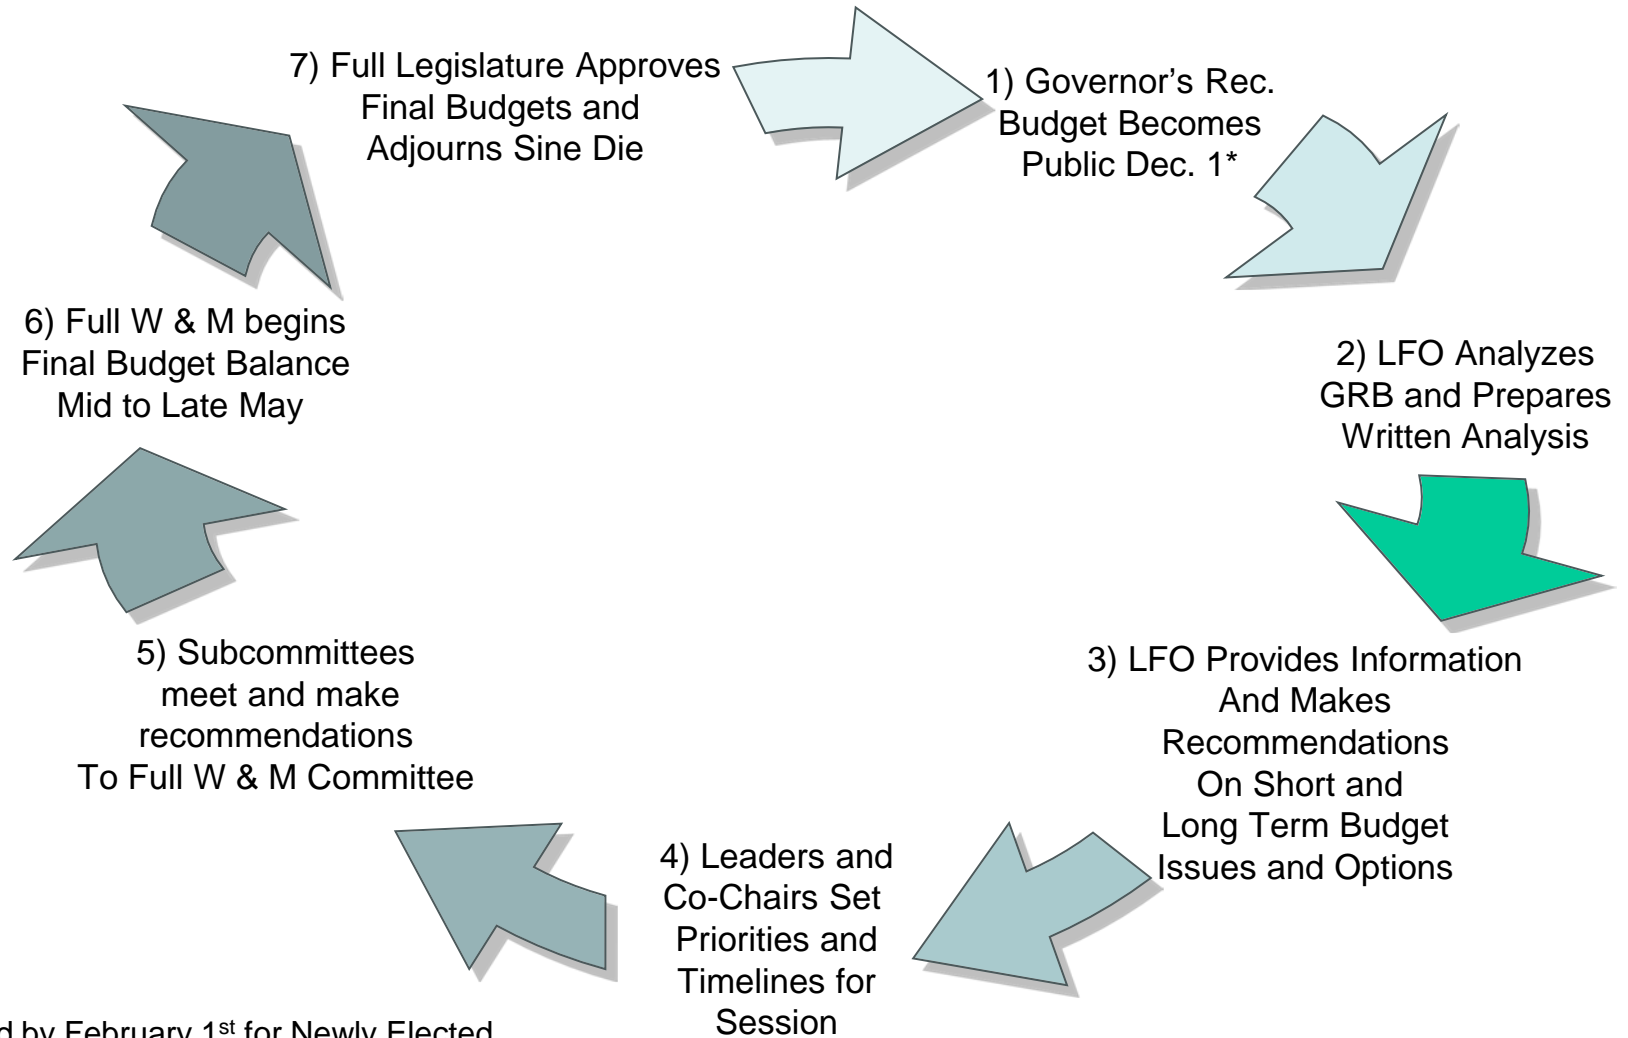 7) Full Legislature Approves
Final Budgets and
Adjourns Sine Die
1) Governor’s Rec.
Budget Becomes
Public Dec. 1*
2) LFO Analyzes
GRB and Prepares
Written Analysis
3) LFO Provides Information
And Makes
Recommendations
On Short and
Long Term Budget
Issues and Options
4) Leaders and
Co-Chairs Set
Priorities and
Timelines for
Session
5) Subcommittees
meet and make
recommendations
To Full W & M Committee
6) Full W & M begins
Final Budget Balance
Mid to Late May
by February 1st for Newly Elected